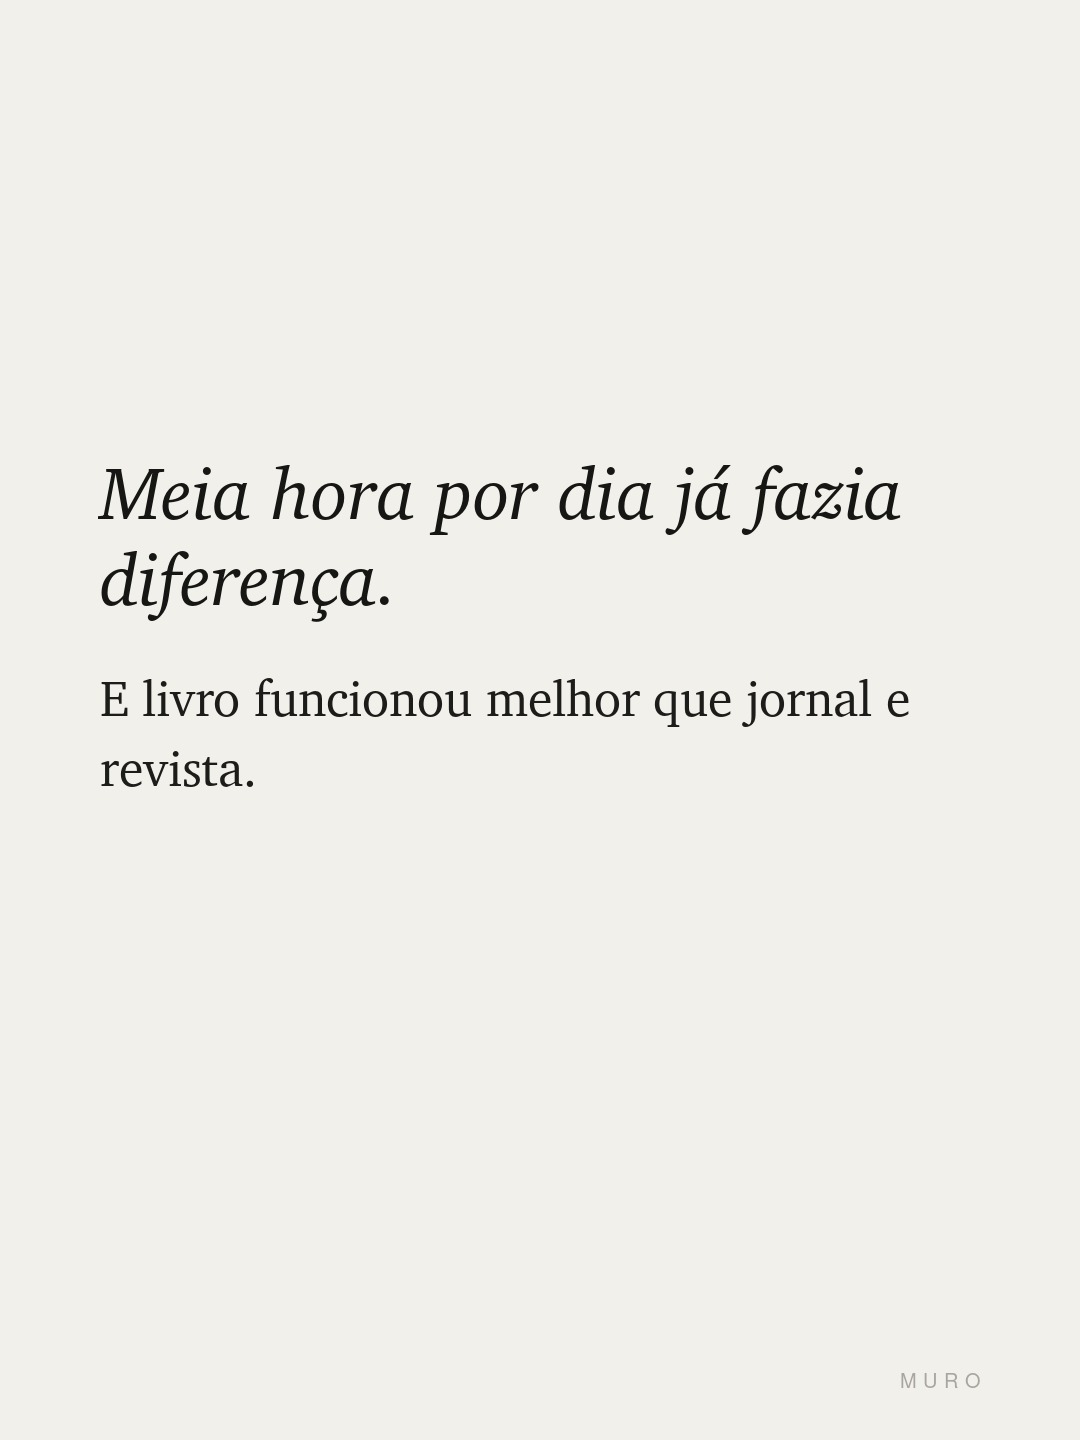 Meia hora por dia já fazia
diferença.
E livro funcionou melhor que jornal e
revista.
MURO